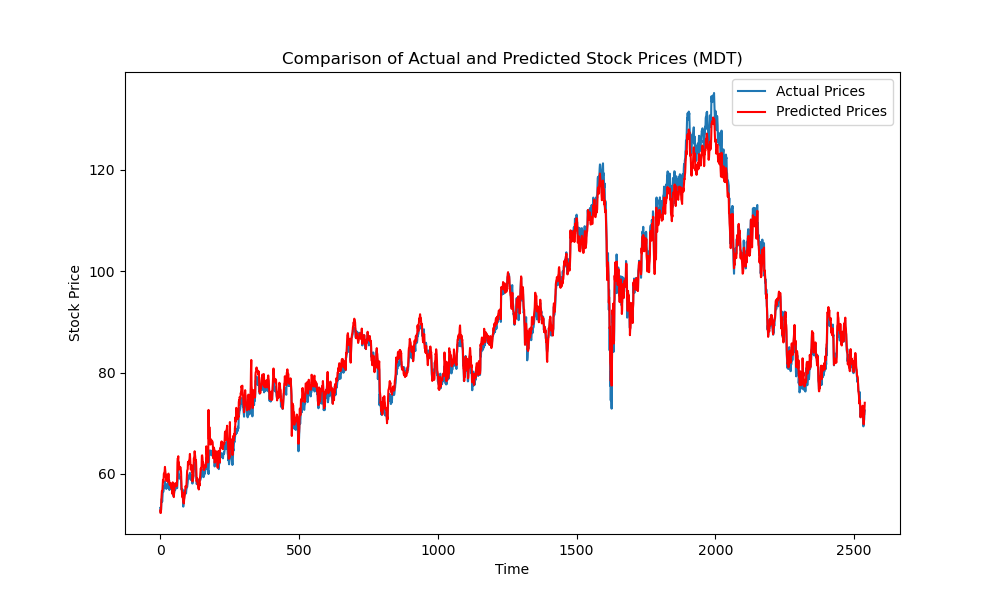 Comparison of Actual and Predicted Stock Prices (MDT)
Actual Prices
Predicted Prices
Stock Price
120
100
80
60
0
500
1000
1500
2000
2500
Time